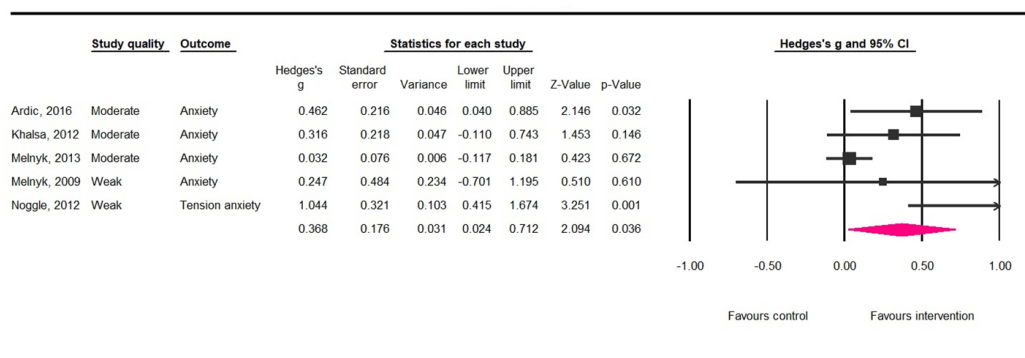 Study quality Outcome Statistics for each study Hedges's g and 95% CI
Hedges's g Standard error Variance Lower limit Upper limit Z-Value p-Value
Ardic, 2016 Moderate Anxiety 0.462 0.216 0.046 0.040 0.885 2.146 0.032
Khalsa, 2012 Moderate Anxiety 0.316 0.218 0.047 -0.110 0.743 1.453 0.146
Melnyk, 2013 Moderate Anxiety 0.032 0.076 0.006 -0.117 0.181 0.423 0.672
Melnyk, 2009 Weak Anxiety 0.247 0.484 0.234 -0.701 1.195 0.510 0.610
Noggle, 2012 Weak Tension anxiety 1.044 0.321 0.103 0.415 1.674 3.251 0.001
0.368 0.176 0.031 0.024 0.712 2.094 0.036
-1.00 -0.50 0.00 0.50 1.00
Favours control Favours intervention